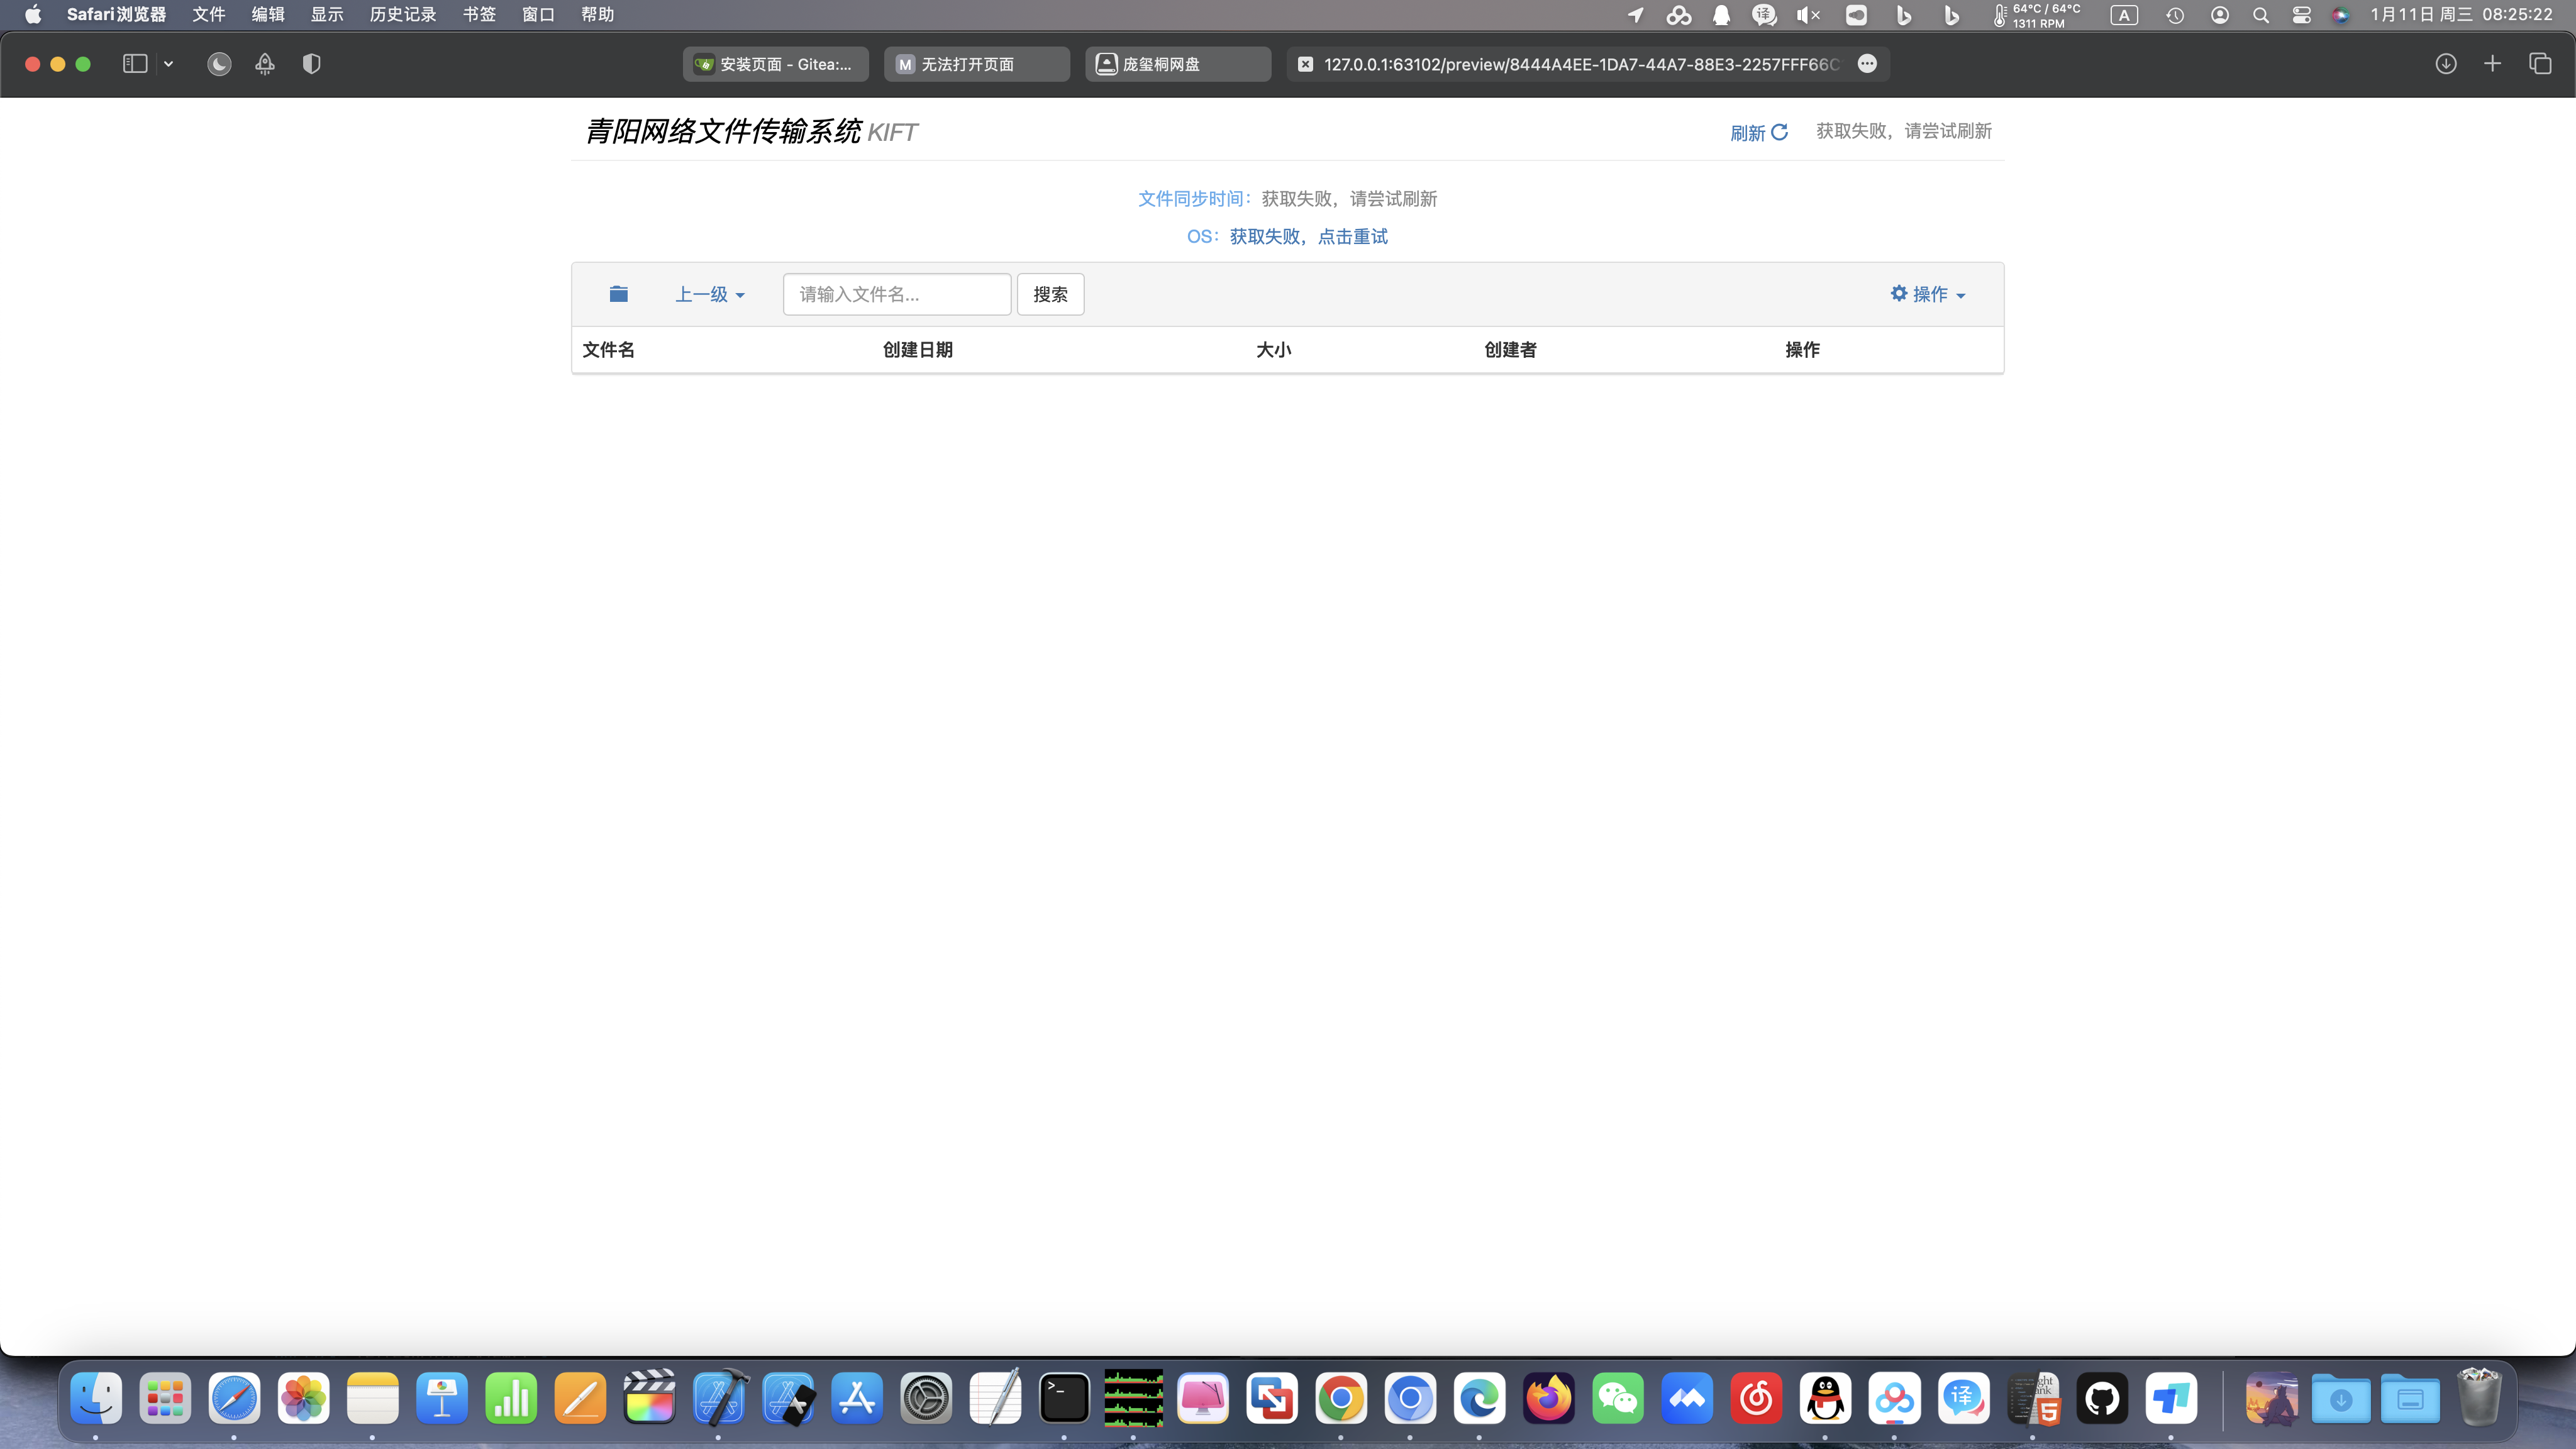 Safari浏览器 文件 编辑 显示 历史记录 书签 窗口 帮助 译 64°C / 64°C 1311 RPM A 1月11日 周三 08:25:22
安装页面 - Gitea:... M 无法打开页面 庞玺桐网盘 127.0.0.1:63102/preview/8444A4EE-1DA7-44A7-88E3-2257FFF66C
青阳网络文件传输系统 KIFT 刷新 获取失败，请尝试刷新
文件同步时间：获取失败，请尝试刷新
OS：获取失败，点击重试
上一级 请输入文件名... 搜索 操作
文件名 创建日期 大小 创建者 操作
译 5